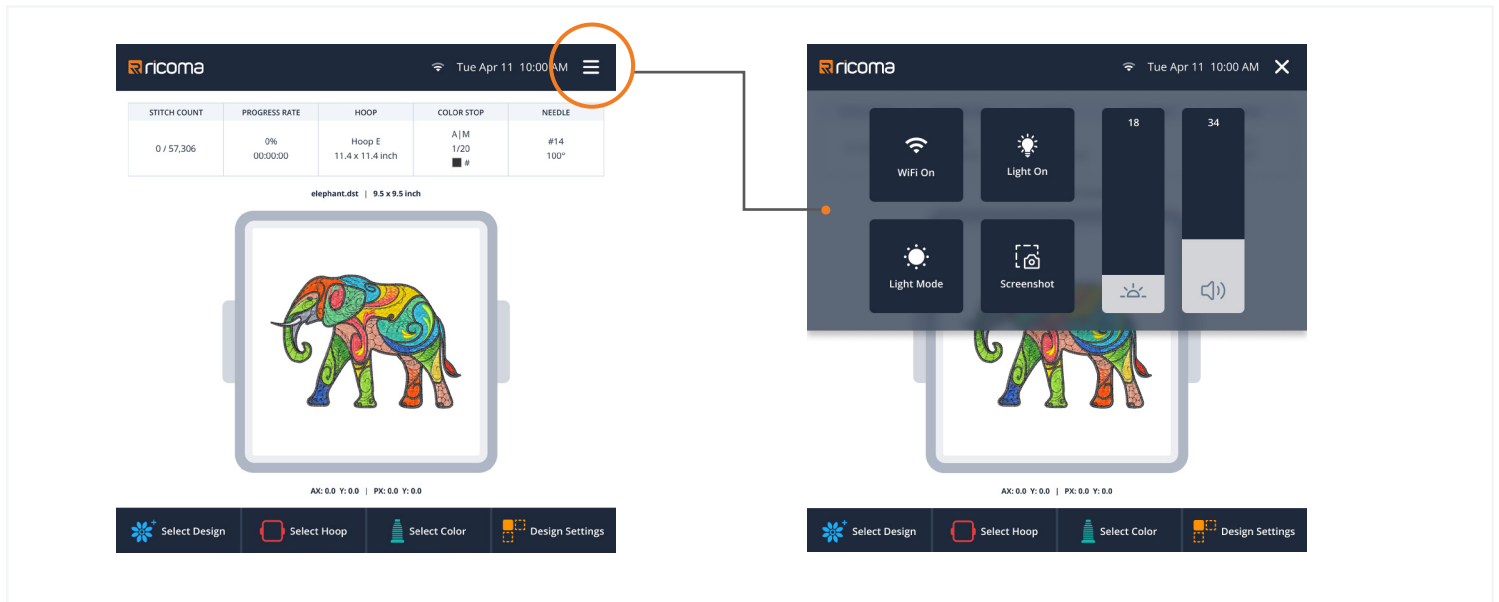 ricoma
Tue Apr 11 10:00 AM
STITCH COUNT PROGRESS RATE HOOP COLOR STOP NEEDLE
0 / 57,306
0%
00:00:00
Hoop E
11.4 x 11.4 inch
A|M
1/20
#
#14
100°
elephant.dst | 9.5 x 9.5 inch
AX: 0.0 Y: 0.0 | PX: 0.0 Y: 0.0
Select Design Select Hoop Select Color Design Settings
ricoma
Tue Apr 11 10:00 AM
WiFi On
Light On
18
34
Light Mode
Screenshot
AX: 0.0 Y: 0.0 | PX: 0.0 Y: 0.0
Select Design Select Hoop Select Color Design Settings